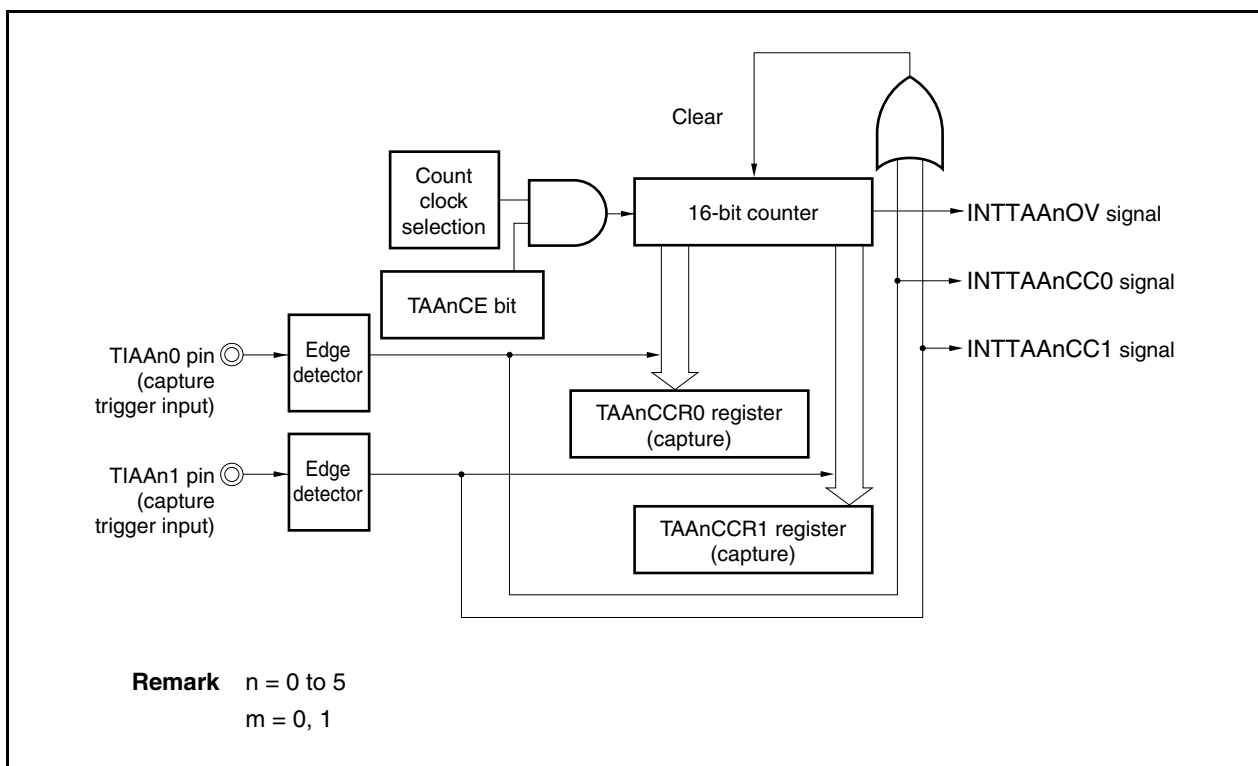 Clear
Count
clock
selection
16-bit counter
INTTAAnOV signal
TAAnCE bit
INTTAAnCC0 signal
TIAAn0 pin
(capture
trigger input)
Edge
detector
INTTAAnCC1 signal
TAAnCCR0 register
(capture)
TIAAn1 pin
(capture
trigger input)
Edge
detector
TAAnCCR1 register
(capture)
Remark n = 0 to 5
m = 0, 1